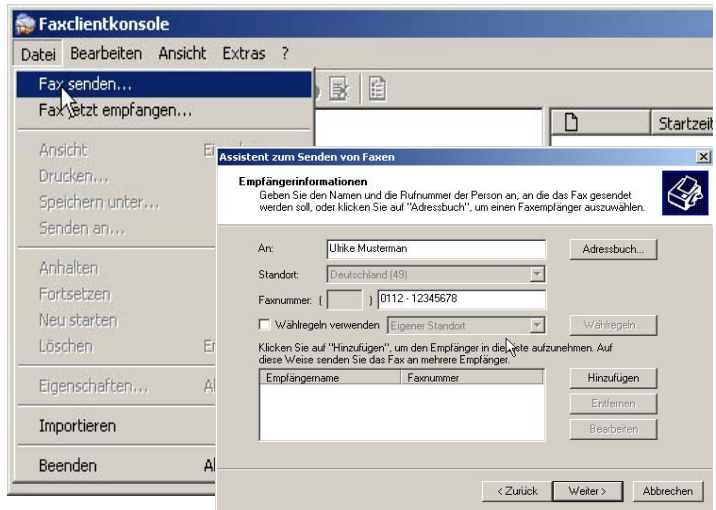 Faxclientkonsole
Datei Bearbeiten Ansicht Extras ?
Fax senden...
Fax jetzt empfangen...
Ansicht
Drucken...
Speichern unter...
Senden an...
Anhalten
Fortsetzen
Neu starten
Löschen
Eigenschaften...
Importieren
Beenden
Startzeit
Assistent zum Senden von Faxen
Empfängerinformationen
Geben Sie den Namen und die Rufnummer der Person an, an die das Fax gesendet
werden soll, oder klicken Sie auf "Adressbuch", um einen Faxempfänger auszuwählen.
An: Ulrike Musterman Adressbuch...
Standort: Deutschland (49)
Faxnummer: ( ) 0112 - 12345678
Wählregeln verwenden Eigener Standort Wählregeln...
Klicken Sie auf "Hinzufügen", um den Empfänger in die Liste aufzunehmen. Auf
diese Weise senden Sie das Fax an mehrere Empfänger.
Empfängername Faxnummer Hinzufügen
Entfernen
Bearbeiten
< Zurück Weiter > Abbrechen